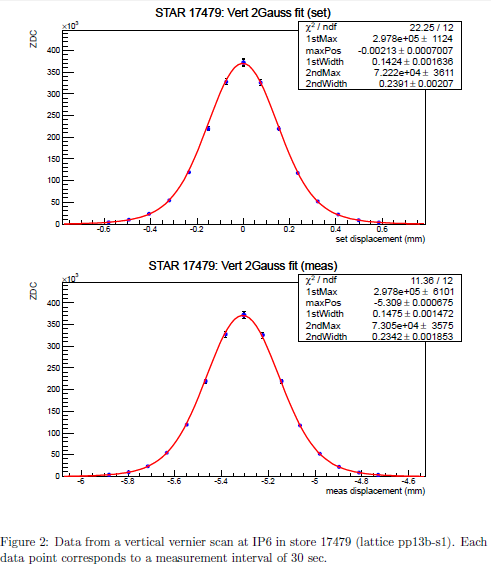 STAR 17479: Vert 2Gauss fit (set)
ZDC
×10³
χ² / ndf 22.25 / 12
1stMax 2.978e+05 ± 1124
maxPos -0.00213 ± 0.0007007
1stWidth 0.1424 ± 0.001636
2ndMax 7.222e+04 ± 3611
2ndWidth 0.2391 ± 0.00207
400
350
300
250
200
150
100
50
0
-0.6 -0.4 -0.2 0 0.2 0.4 0.6
set displacement (mm)
STAR 17479: Vert 2Gauss fit (meas)
ZDC
×10³
χ² / ndf 11.36 / 12
1stMax 2.978e+05 ± 6101
maxPos -5.309 ± 0.000675
1stWidth 0.1475 ± 0.001472
2ndMax 7.305e+04 ± 3575
2ndWidth 0.2342 ± 0.001853
400
350
300
250
200
150
100
50
0
-6 -5.8 -5.6 -5.4 -5.2 -5 -4.8 -4.6
meas displacement (mm)
Figure 2: Data from a vertical vernier scan at IP6 in store 17479 (lattice pp13b-s1). Each
data point corresponds to a measurement interval of 30 sec.